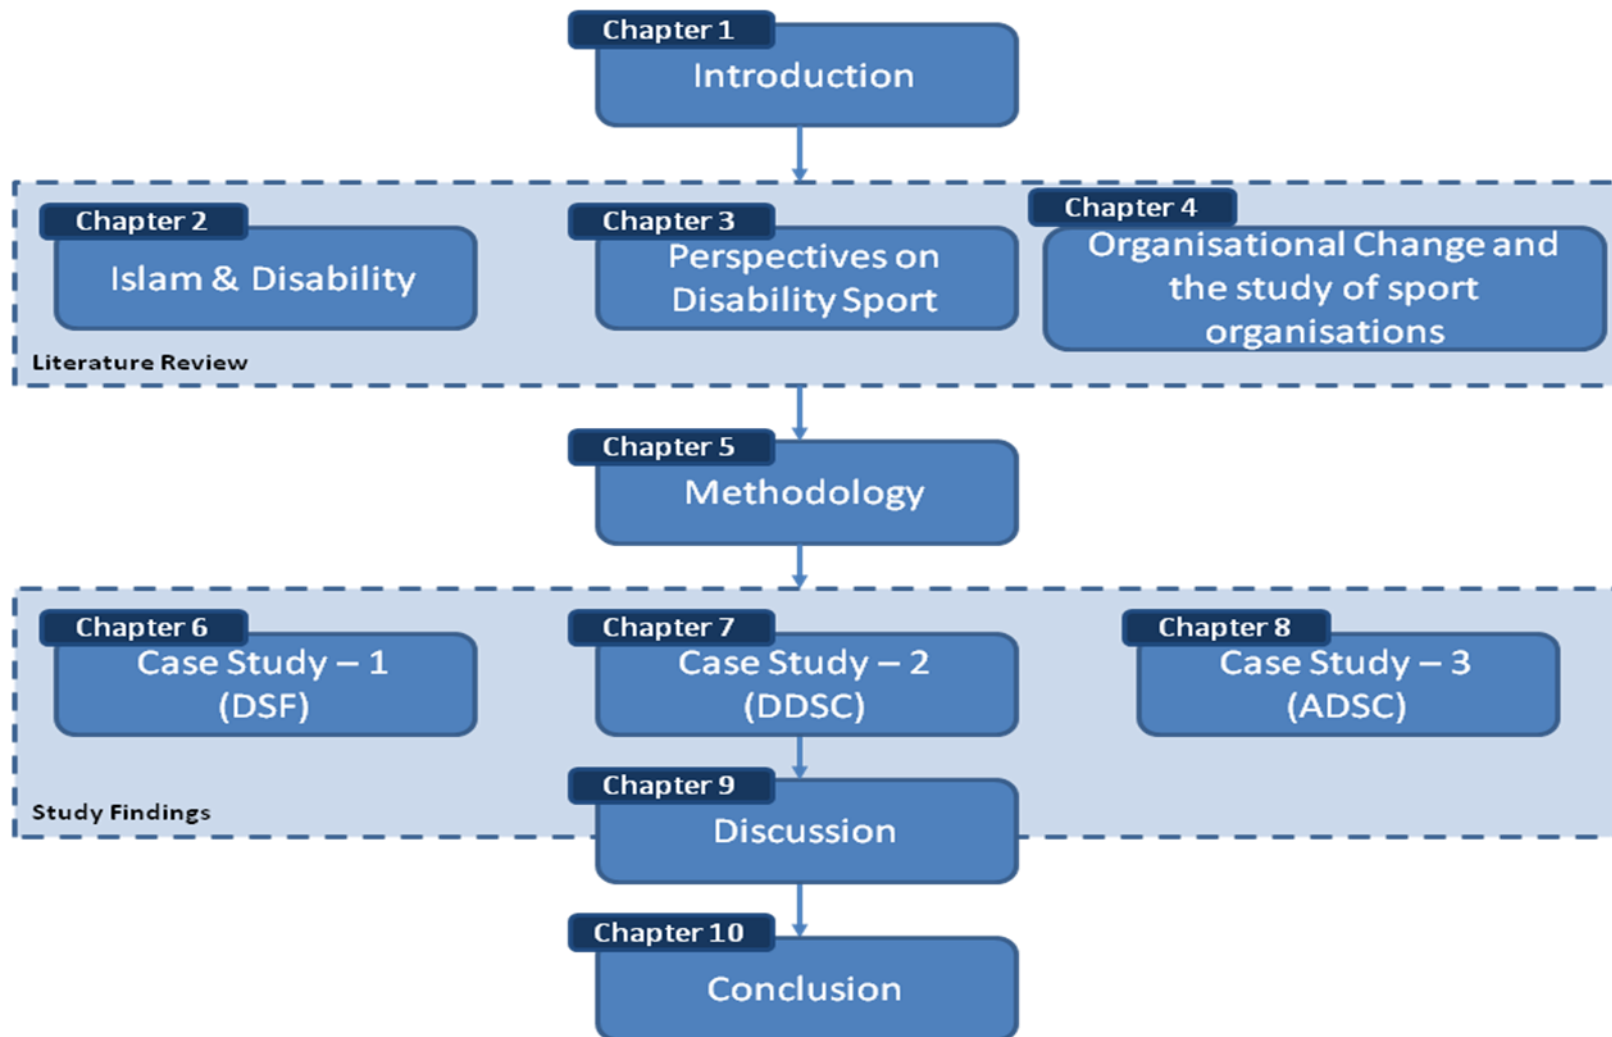 Chapter 1
Introduction
Chapter 2
Islam & Disability
Chapter 3
Perspectives on
Disability Sport
Chapter 4
Organisational Change and
the study of sport
organisations
Literature Review
Chapter 5
Methodology
Chapter 6
Case Study – 1
(DSF)
Chapter 7
Case Study – 2
(DDSC)
Chapter 8
Case Study – 3
(ADSC)
Chapter 9
Discussion
Study Findings
Chapter 10
Conclusion